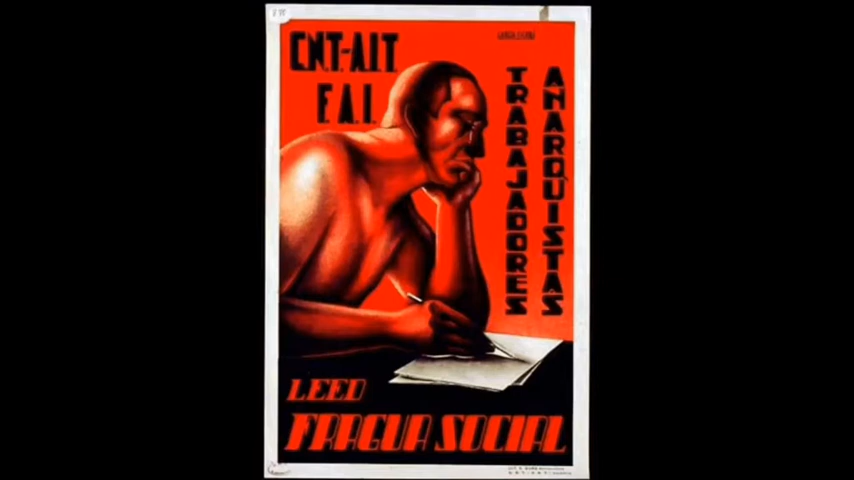 C.N.T.-A.I.T.
F.A.I.
TRABAJADORES
ANARQUISTAS
LEED
FRAGUA SOCIAL